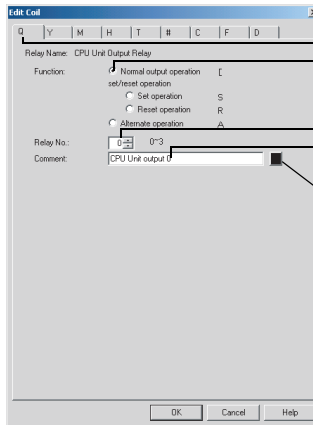 Edit Coil
Q Y M H T # C F D
Relay Name: CPU Unit Output Relay
Function: Normal output operation [
set/reset operation
Set operation S
Reset operation R
Alternate operation A
Relay No.: 0 0~3
Comment: CPU Unit output 0
OK Cancel Help